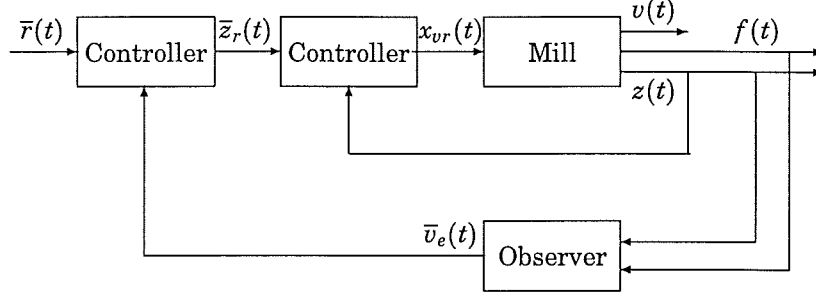 r̅(t) Controller z̅ᵣ(t) Controller xᵥᵣ(t) Mill v(t) f(t)
z(t)
v̅ₑ(t) Observer